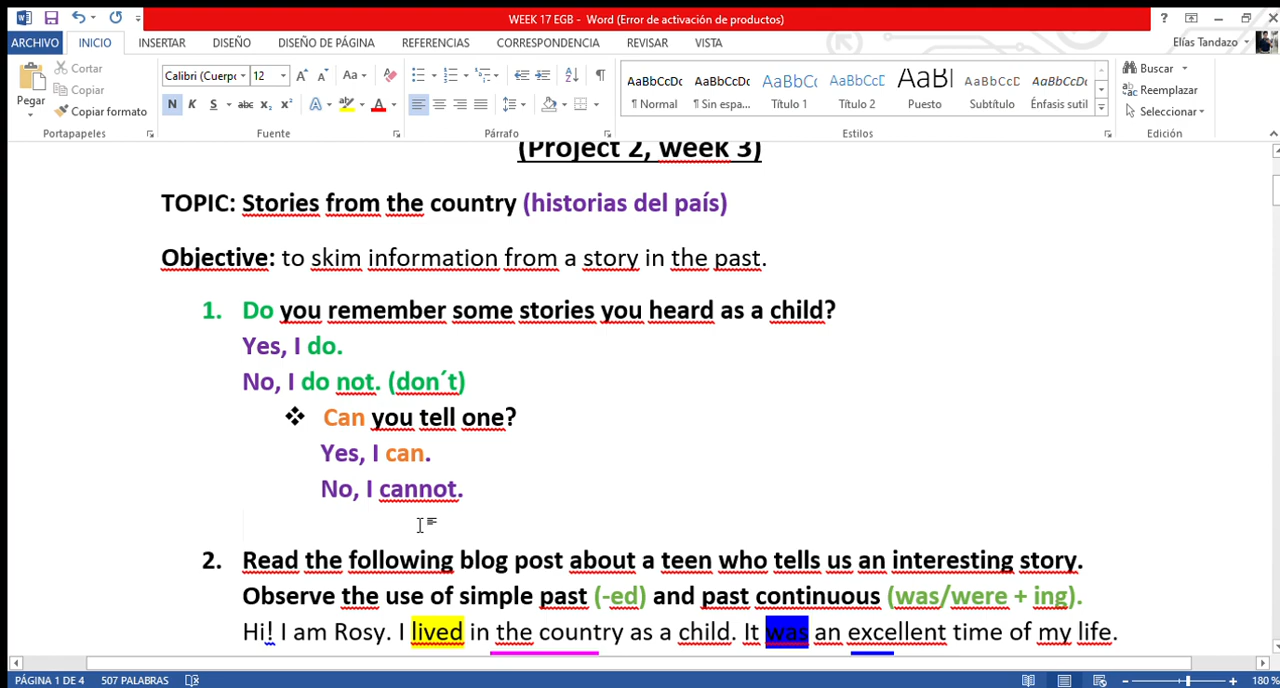 WEEK 17 EGB - Word (Error de activación de productos)
ARCHIVO INICIO INSERTAR DISEÑO DISEÑO DE PÁGINA REFERENCIAS CORRESPONDENCIA REVISAR VISTA Elías Tandazo
Pegar
Cortar
Copiar
Copiar formato
Portapapeles
Calibri (Cuerpo 12
N K S abc x₂ x²
Fuente
Párrafo
AaBbCcDc AaBbCcDc AaBbCc AaBbCcD AaBl AaBbCcD AaBbCcDc
¶ Normal ¶ Sin espa... Título 1 Título 2 Puesto Subtítulo Énfasis sutil
Estilos
Buscar
Reemplazar
Seleccionar
Edición
(Project 2, week 3)
TOPIC: Stories from the country (historias del país)
Objective: to skim information from a story in the past.
1. Do you remember some stories you heard as a child?
Yes, I do.
No, I do not. (don´t)
❖ Can you tell one?
Yes, I can.
No, I cannot.
2. Read the following blog post about a teen who tells us an interesting story.
Observe the use of simple past (-ed) and past continuous (was/were + ing).
Hi! I am Rosy. I lived in the country as a child. It was an excellent time of my life.
PÁGINA 1 DE 4 507 PALABRAS 180 %